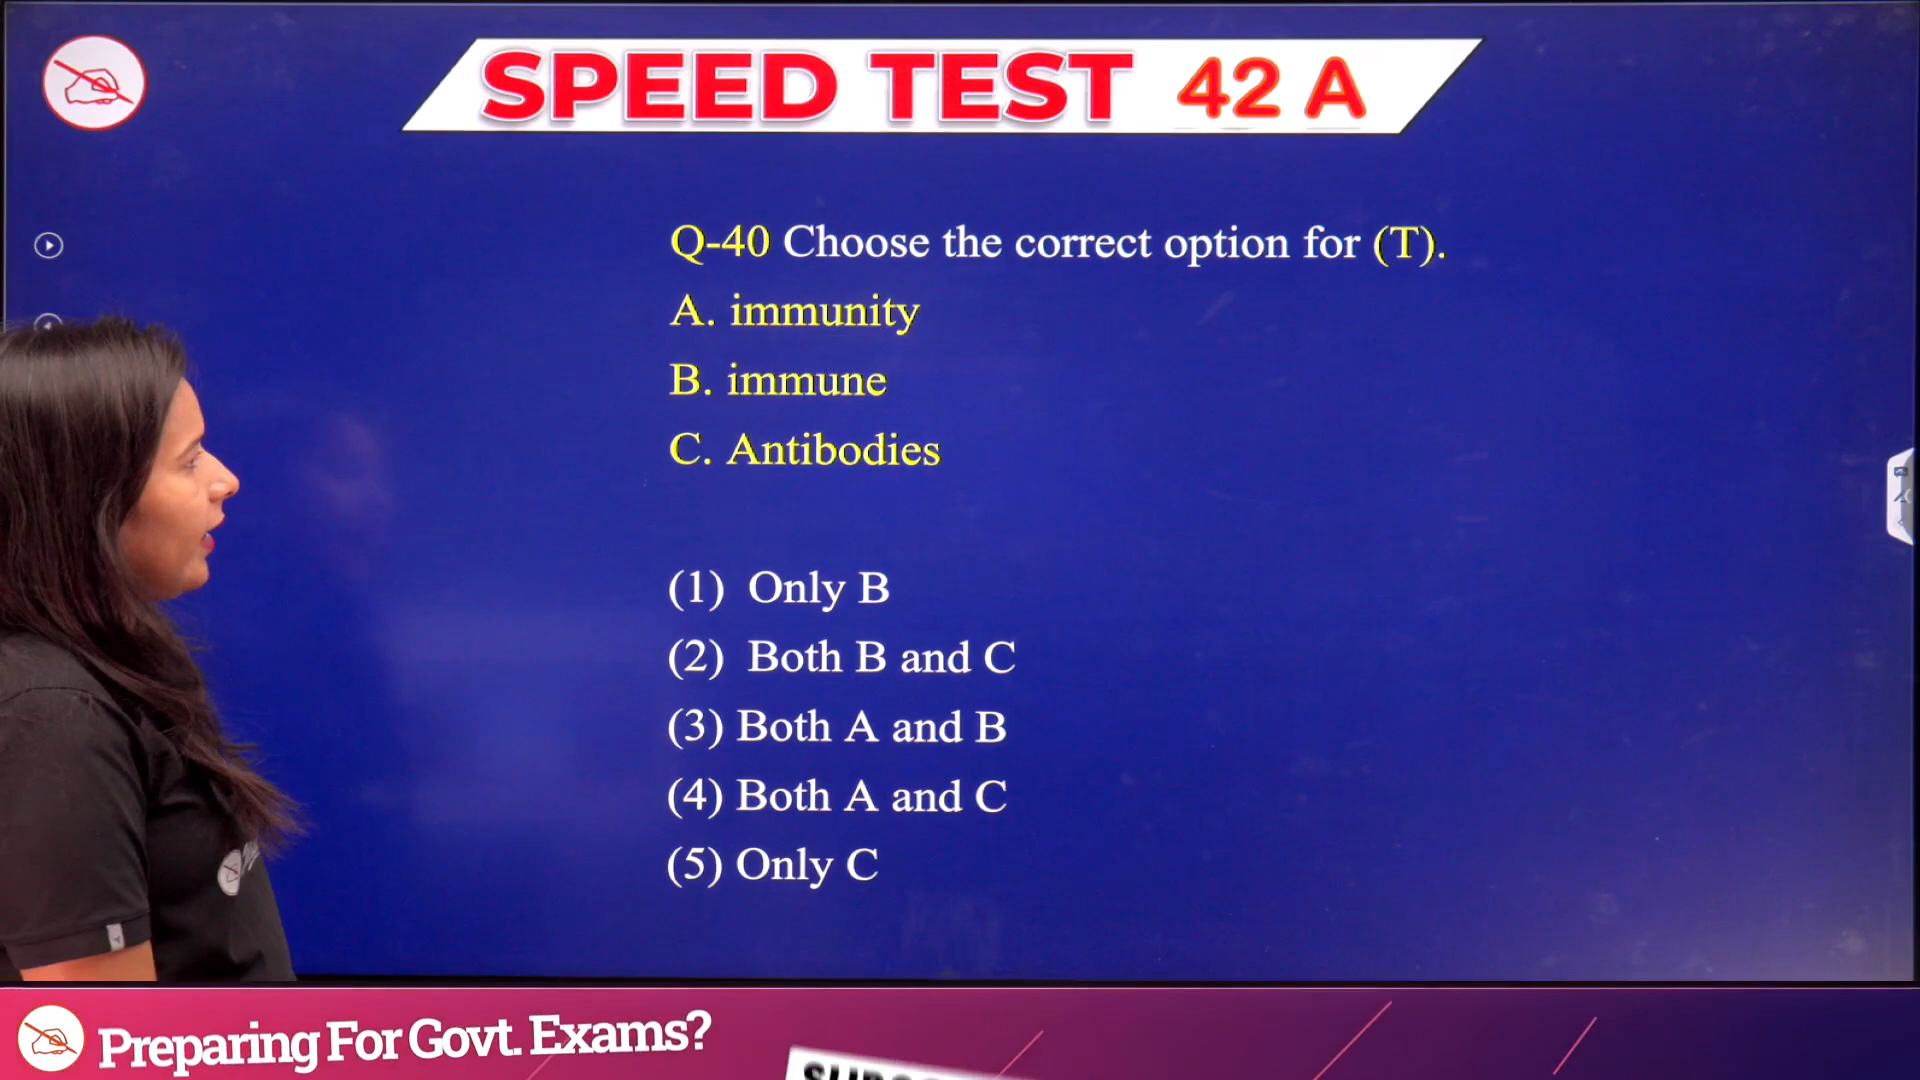 SPEED TEST 42 A
Q-40 Choose the correct option for (T).
A. immunity
B. immune
C. Antibodies
(1) Only B
(2) Both B and C
(3) Both A and B
(4) Both A and C
(5) Only C
Preparing For Govt. Exams?